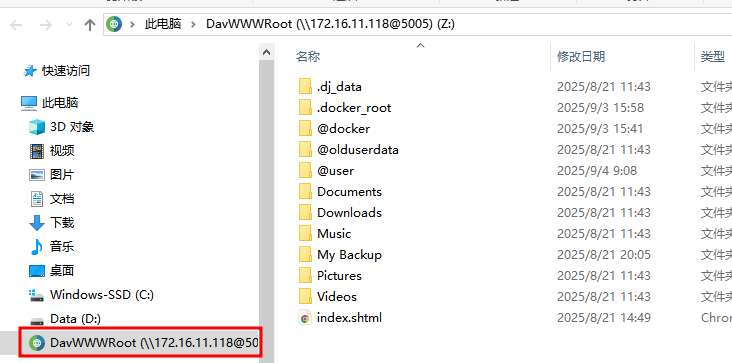 此电脑 > DavWWWRoot (\\172.16.11.118@5005) (Z:)
快速访问
此电脑
3D 对象
视频
图片
文档
下载
音乐
桌面
Windows-SSD (C:)
Data (D:)
DavWWWRoot (\\172.16.11.118@50
名称 修改日期 类型
.dj_data 2025/8/21 11:43 文件夹
.docker_root 2025/9/3 15:58 文件夹
@docker 2025/9/3 15:41 文件夹
@olduserdata 2025/8/21 11:43 文件夹
@user 2025/9/4 9:08 文件夹
Documents 2025/8/21 11:43 文件夹
Downloads 2025/8/21 11:43 文件夹
Music 2025/8/21 11:43 文件夹
My Backup 2025/8/21 20:05 文件夹
Pictures 2025/8/21 11:43 文件夹
Videos 2025/8/21 11:43 文件夹
index.shtml 2025/8/21 14:49 Chrom